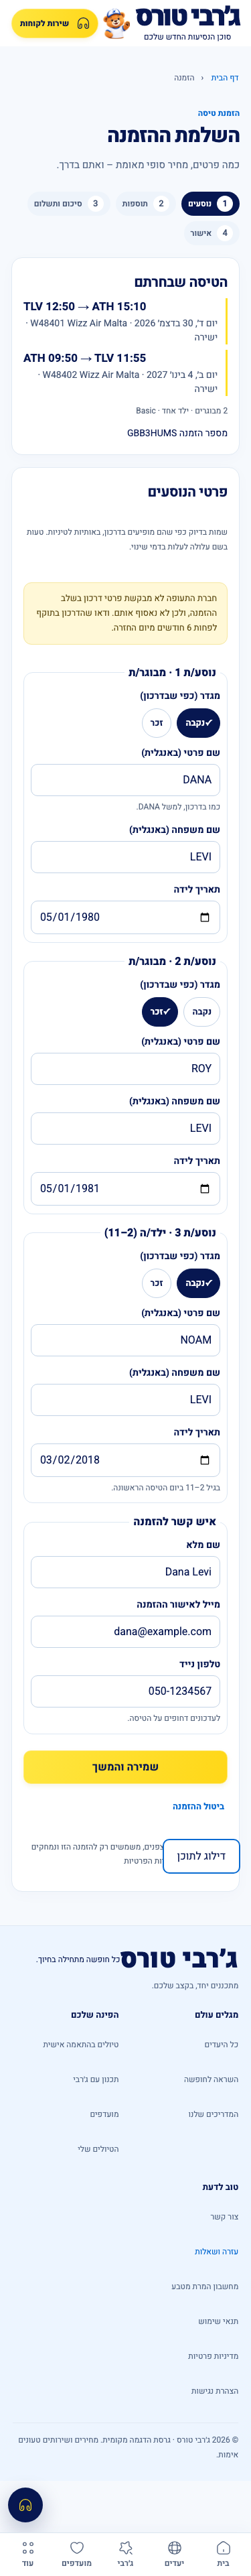 ג׳רבי טורס
סוכן הנסיעות החדש שלכם
שירות לקוחות
דף הבית › הזמנה
הזמנת טיסה
השלמת ההזמנה
כמה פרטים, מחיר סופי מאומת - ואתם בדרך.
1 נוסעים
2 תוספות
3 סיכום ותשלום
4 אישור
הטיסה שבחרתם
TLV 12:50 → ATH 15:10
יום ד׳, 30 בדצמ׳ 2026 · W48401 Wizz Air Malta ·
ישירה
ATH 09:50 → TLV 11:55
יום ב׳, 4 בינו׳ 2027 · W48402 Wizz Air Malta ·
ישירה
2 מבוגרים · ילד אחד · Basic
מספר הזמנה GBB3HUMS
פרטי הנוסעים
שמות בדיוק כפי שהם מופיעים בדרכון, באותיות לטיניות. טעות
בשם עלולה לעלות בדמי שינוי.
חברת התעופה לא מבקשת פרטי דרכון בשלב
ההזמנה, ולכן לא נאסוף אותם. ודאו שהדרכון בתוקף
לפחות 6 חודשים מיום החזרה.
נוסע/ת 1 · מבוגר/ת
מגדר (כפי שבדרכון)
✓נקבה
זכר
שם פרטי (באנגלית)
DANA
כמו בדרכון, למשל DANA.
שם משפחה (באנגלית)
LEVI
תאריך לידה
05/01/1980
נוסע/ת 2 · מבוגר/ת
מגדר (כפי שבדרכון)
נקבה
✓זכר
שם פרטי (באנגלית)
ROY
שם משפחה (באנגלית)
LEVI
תאריך לידה
05/01/1981
נוסע/ת 3 · ילד/ה (2–11)
מגדר (כפי שבדרכון)
✓נקבה
זכר
שם פרטי (באנגלית)
NOAM
שם משפחה (באנגלית)
LEVI
תאריך לידה
03/02/2018
בגיל 2–11 ביום הטיסה הראשונה.
איש קשר להזמנה
שם מלא
Dana Levi
מייל לאישור ההזמנה
dana@example.com
טלפון נייד
050-1234567
לעדכונים דחופים על הטיסה.
שמירה והמשך
ביטול ההזמנה
דילוג לתוכן
משמשים רק להזמנה הזו ונמחקים
הפרטיות
ג׳רבי טורס
כל חופשה מתחילה בחיוך.
מתכננים יחד, בקצב שלכם.
מגלים עולם
כל היעדים
השראה לחופשה
המדריכים שלנו
הפינה שלכם
טיולים בהתאמה אישית
תכנון עם ג׳רבי
מועדפים
הטיולים שלי
טוב לדעת
צור קשר
עזרה ושאלות
מחשבון המרת מטבע
תנאי שימוש
מדיניות פרטיות
הצהרת נגישות
© 2026 ג׳רבי טורס · גרסת הדגמה מקומית. מחירים ושירותים טעונים
אימות.
בית
יעדים
ג׳רבי
מועדפים
עוד